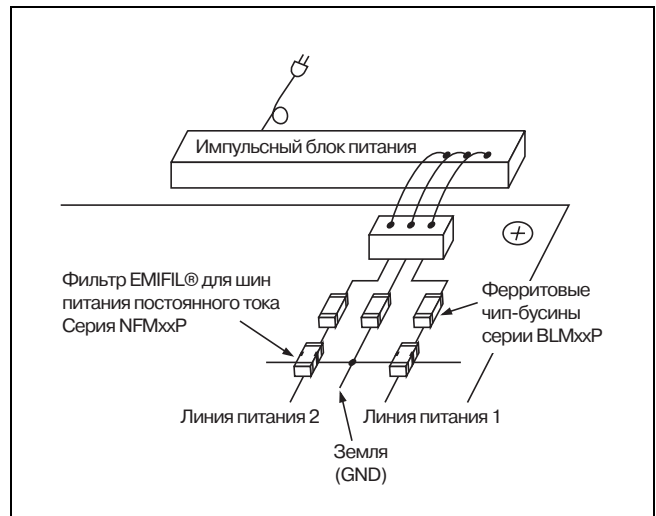 Импульсный блок питания
Фильтр EMIFIL® для шин
питания постоянного тока
Серия NFMxxP
Ферритовые
чип-бусины
серии BLMxxP
Линия питания 2
Линия питания 1
Земля
(GND)